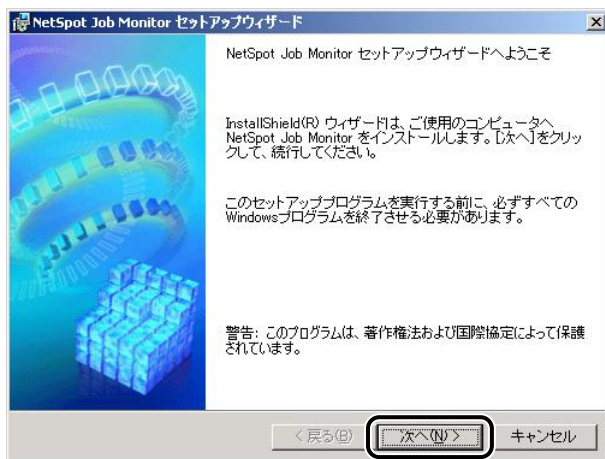 NetSpot Job Monitor セットアップウィザード
NetSpot Job Monitor セットアップウィザードへようこそ
InstallShield(R) ウィザードは、ご使用のコンピュータへ
NetSpot Job Monitor をインストールします。[次へ]をクリッ
クして、続行してください。
このセットアッププログラムを実行する前に、必ずすべての
Windowsプログラムを終了させる必要があります。
警告: このプログラムは、著作権法および国際協定によって保護
されています。
< 戻る(B) 次へ(N) > キャンセル